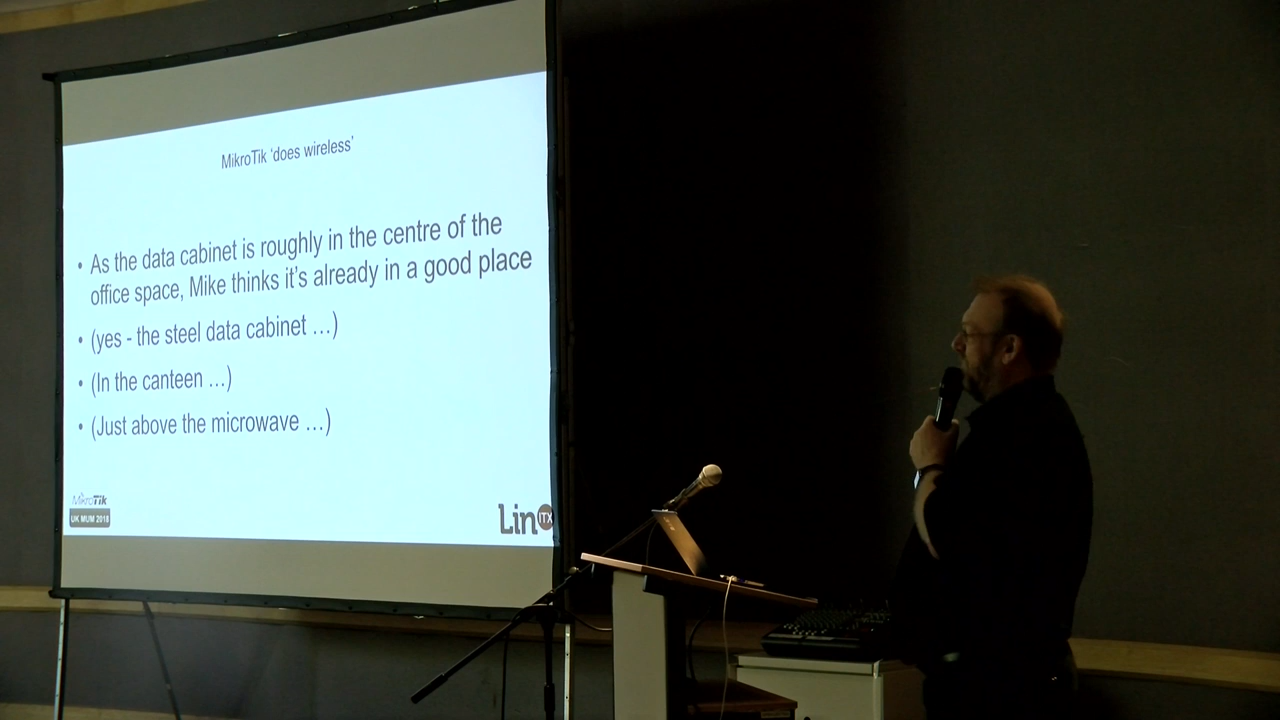 MikroTik 'does wireless'
• As the data cabinet is roughly in the centre of the
office space, Mike thinks it's already in a good place
• (yes - the steel data cabinet …)
• (In the canteen …)
• (Just above the microwave …)
MikroTik
UK MUM 2018
Lin ITX